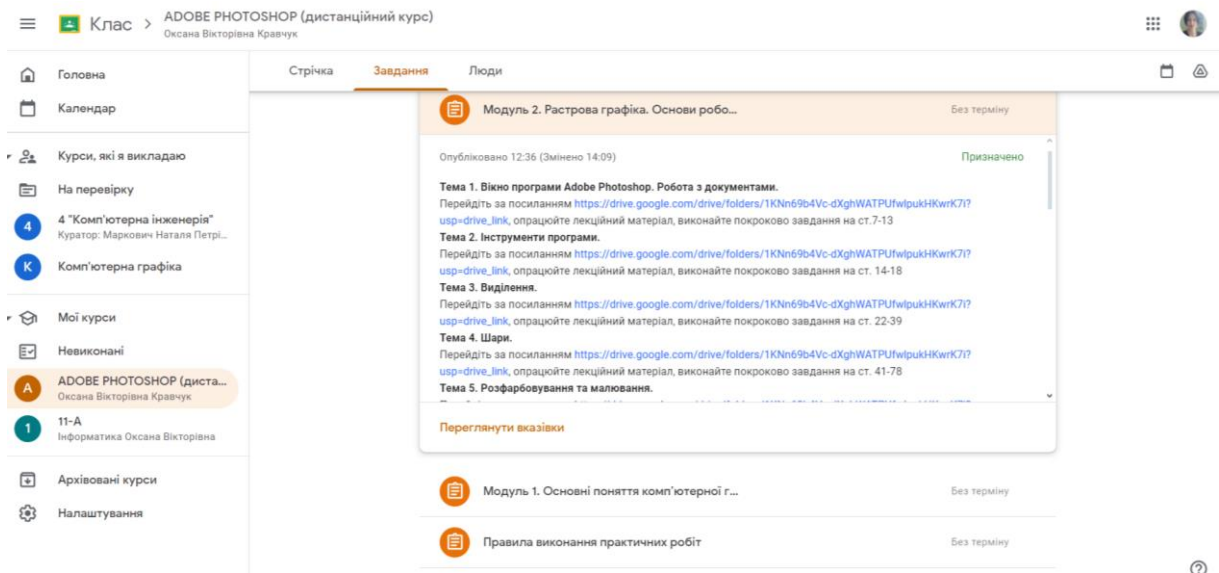 Клас > ADOBE PHOTOSHOP (дистанційний курс)
Оксана Вікторівна Кравчук
Головна
Календар
Курси, які я викладаю
На перевірку
4
4 "Комп'ютерна інженерія"
Куратор: Маркович Наталя Петрі...
К
Комп'ютерна графіка
Мої курси
Невиконані
A
ADOBE PHOTOSHOP (диста...
Оксана Вікторівна Кравчук
1
11-А
Інформатика Оксана Вікторівна
Архівовані курси
Налаштування
Стрічка Завдання Люди
Модуль 2. Растрова графіка. Основи робо... Без терміну
Опубліковано 12:36 (Змінено 14:09) Призначено
Тема 1. Вікно програми Adobe Photoshop. Робота з документами.
Перейдіть за посиланням https://drive.google.com/drive/folders/1KNn69b4Vc-dXghWATPUfwlpukHKwrK7i?
usp=drive_link, опрацюйте лекційний матеріал, виконайте покроково завдання на ст.7-13
Тема 2. Інструменти програми.
Перейдіть за посиланням https://drive.google.com/drive/folders/1KNn69b4Vc-dXghWATPUfwlpukHKwrK7i?
usp=drive_link, опрацюйте лекційний матеріал, виконайте покроково завдання на ст. 14-18
Тема 3. Виділення.
Перейдіть за посиланням https://drive.google.com/drive/folders/1KNn69b4Vc-dXghWATPUfwlpukHKwrK7i?
usp=drive_link, опрацюйте лекційний матеріал, виконайте покроково завдання на ст. 22-39
Тема 4. Шари.
Перейдіть за посиланням https://drive.google.com/drive/folders/1KNn69b4Vc-dXghWATPUfwlpukHKwrK7i?
usp=drive_link, опрацюйте лекційний матеріал, виконайте покроково завдання на ст. 41-78
Тема 5. Розфарбовування та малювання.
Переглянути вказівки
Модуль 1. Основні поняття комп'ютерної г... Без терміну
Правила виконання практичних робіт Без терміну